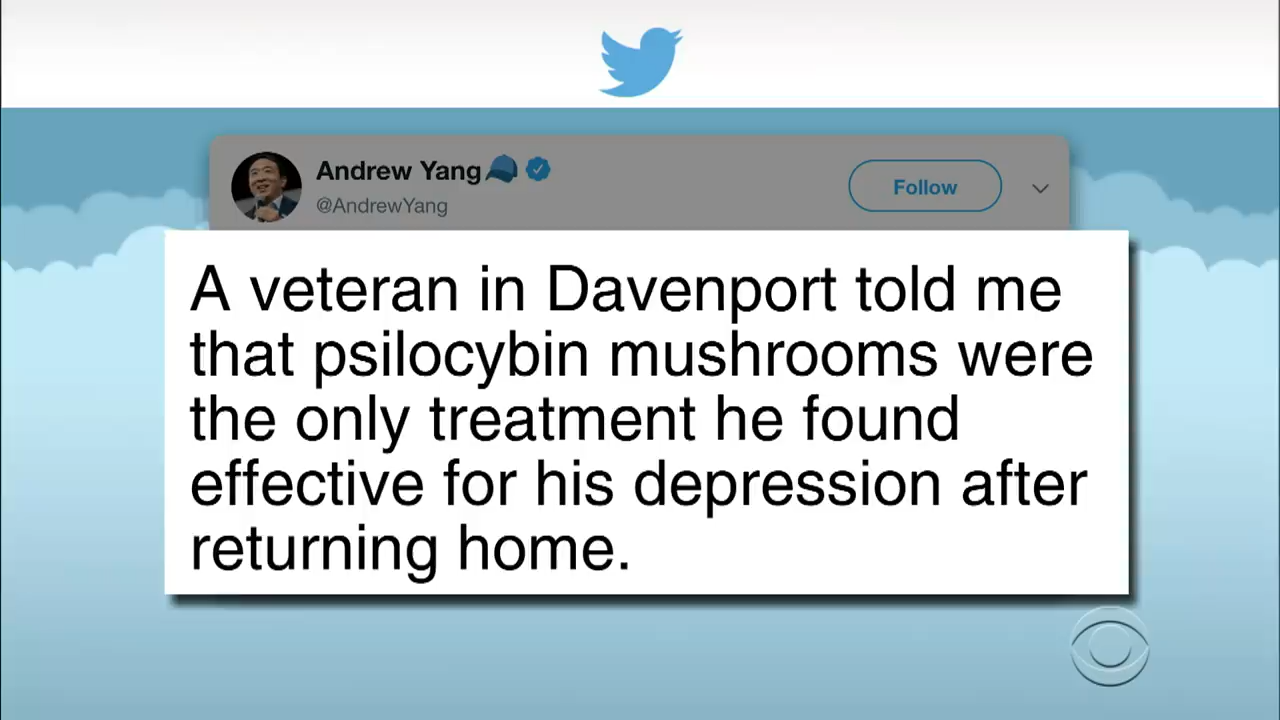 Andrew Yang🧢
@AndrewYang
Follow
A veteran in Davenport told me
that psilocybin mushrooms were
the only treatment he found
effective for his depression after
returning home.